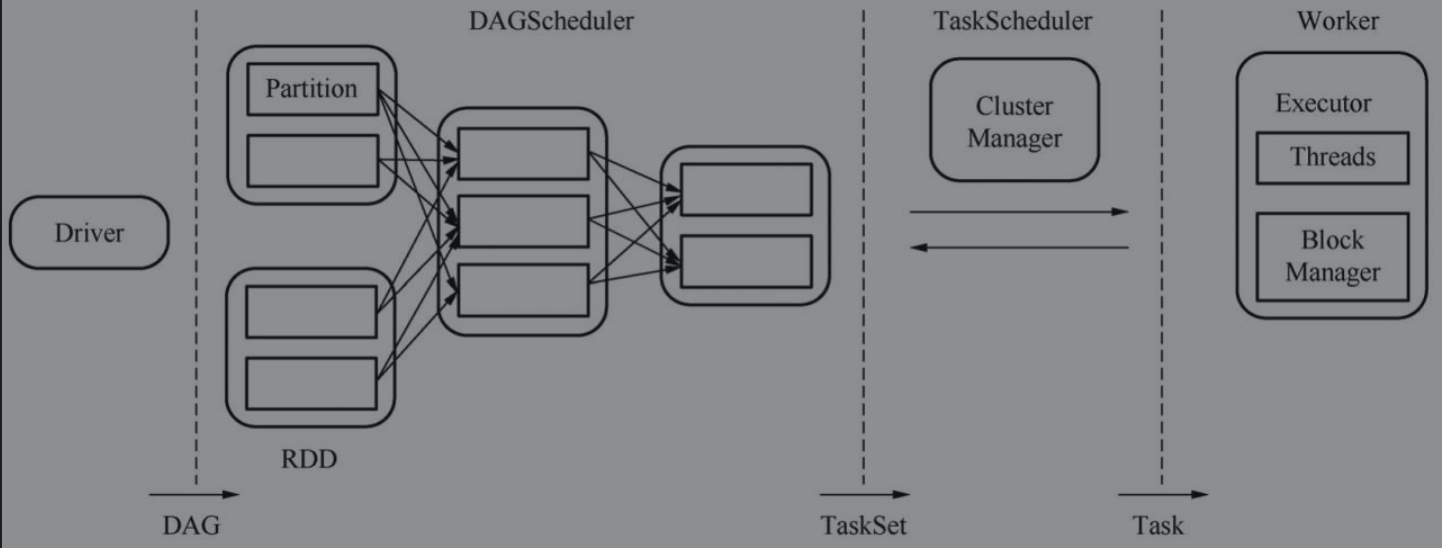 DAGScheduler
TaskScheduler
Worker
Partition
Driver
RDD
Cluster
Manager
Executor
Threads
Block
Manager
DAG
TaskSet
Task